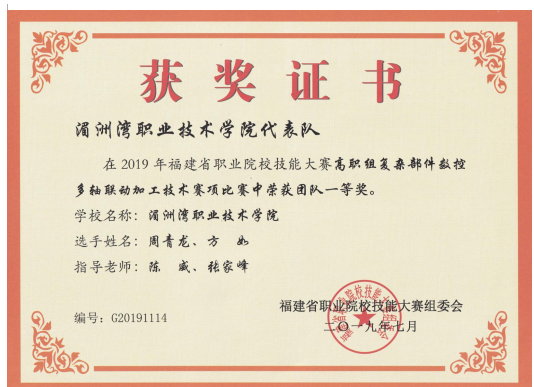 获奖证书
湄洲湾职业技术学院代表队
在2019年福建省职业院校技能大赛高职组复杂部件数控
多轴联动加工技术赛项比赛中荣获团队一等奖。
学校名称：湄洲湾职业技术学院
选手姓名：周青龙、方 如
指导老师：陈 威、张家峰
福建省职业院校技能大赛组委会
二〇一九年七月
编号：G20191114